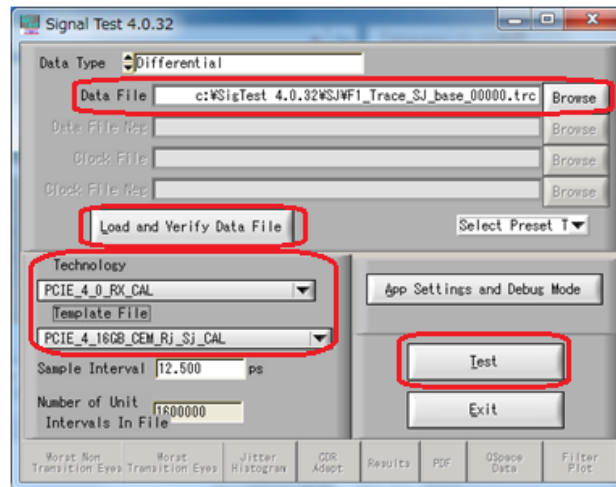 Signal Test 4.0.32
Data Type Differential
Data File c:¥SigTest 4.0.32¥SJ¥F1_Trace_SJ_base_00000.trc Browse
Data File Neg Browse
Clock File Browse
Clock File Neg Browse
Load and Verify Data File Select Preset T
Technology
PCIE_4_0_RX_CAL App Settings and Debug Mode
Template File
PCIE_4_16GB_CEM_Rj_Sj_CAL
Sample Interval 12.500 ps Test
Number of Unit
Intervals In File 1600000 Exit
Worst Non Worst Jitter CDR Results PDF QSpace Filter
Transition Eyes Transition Eyes Histogram Adapt Data Plot